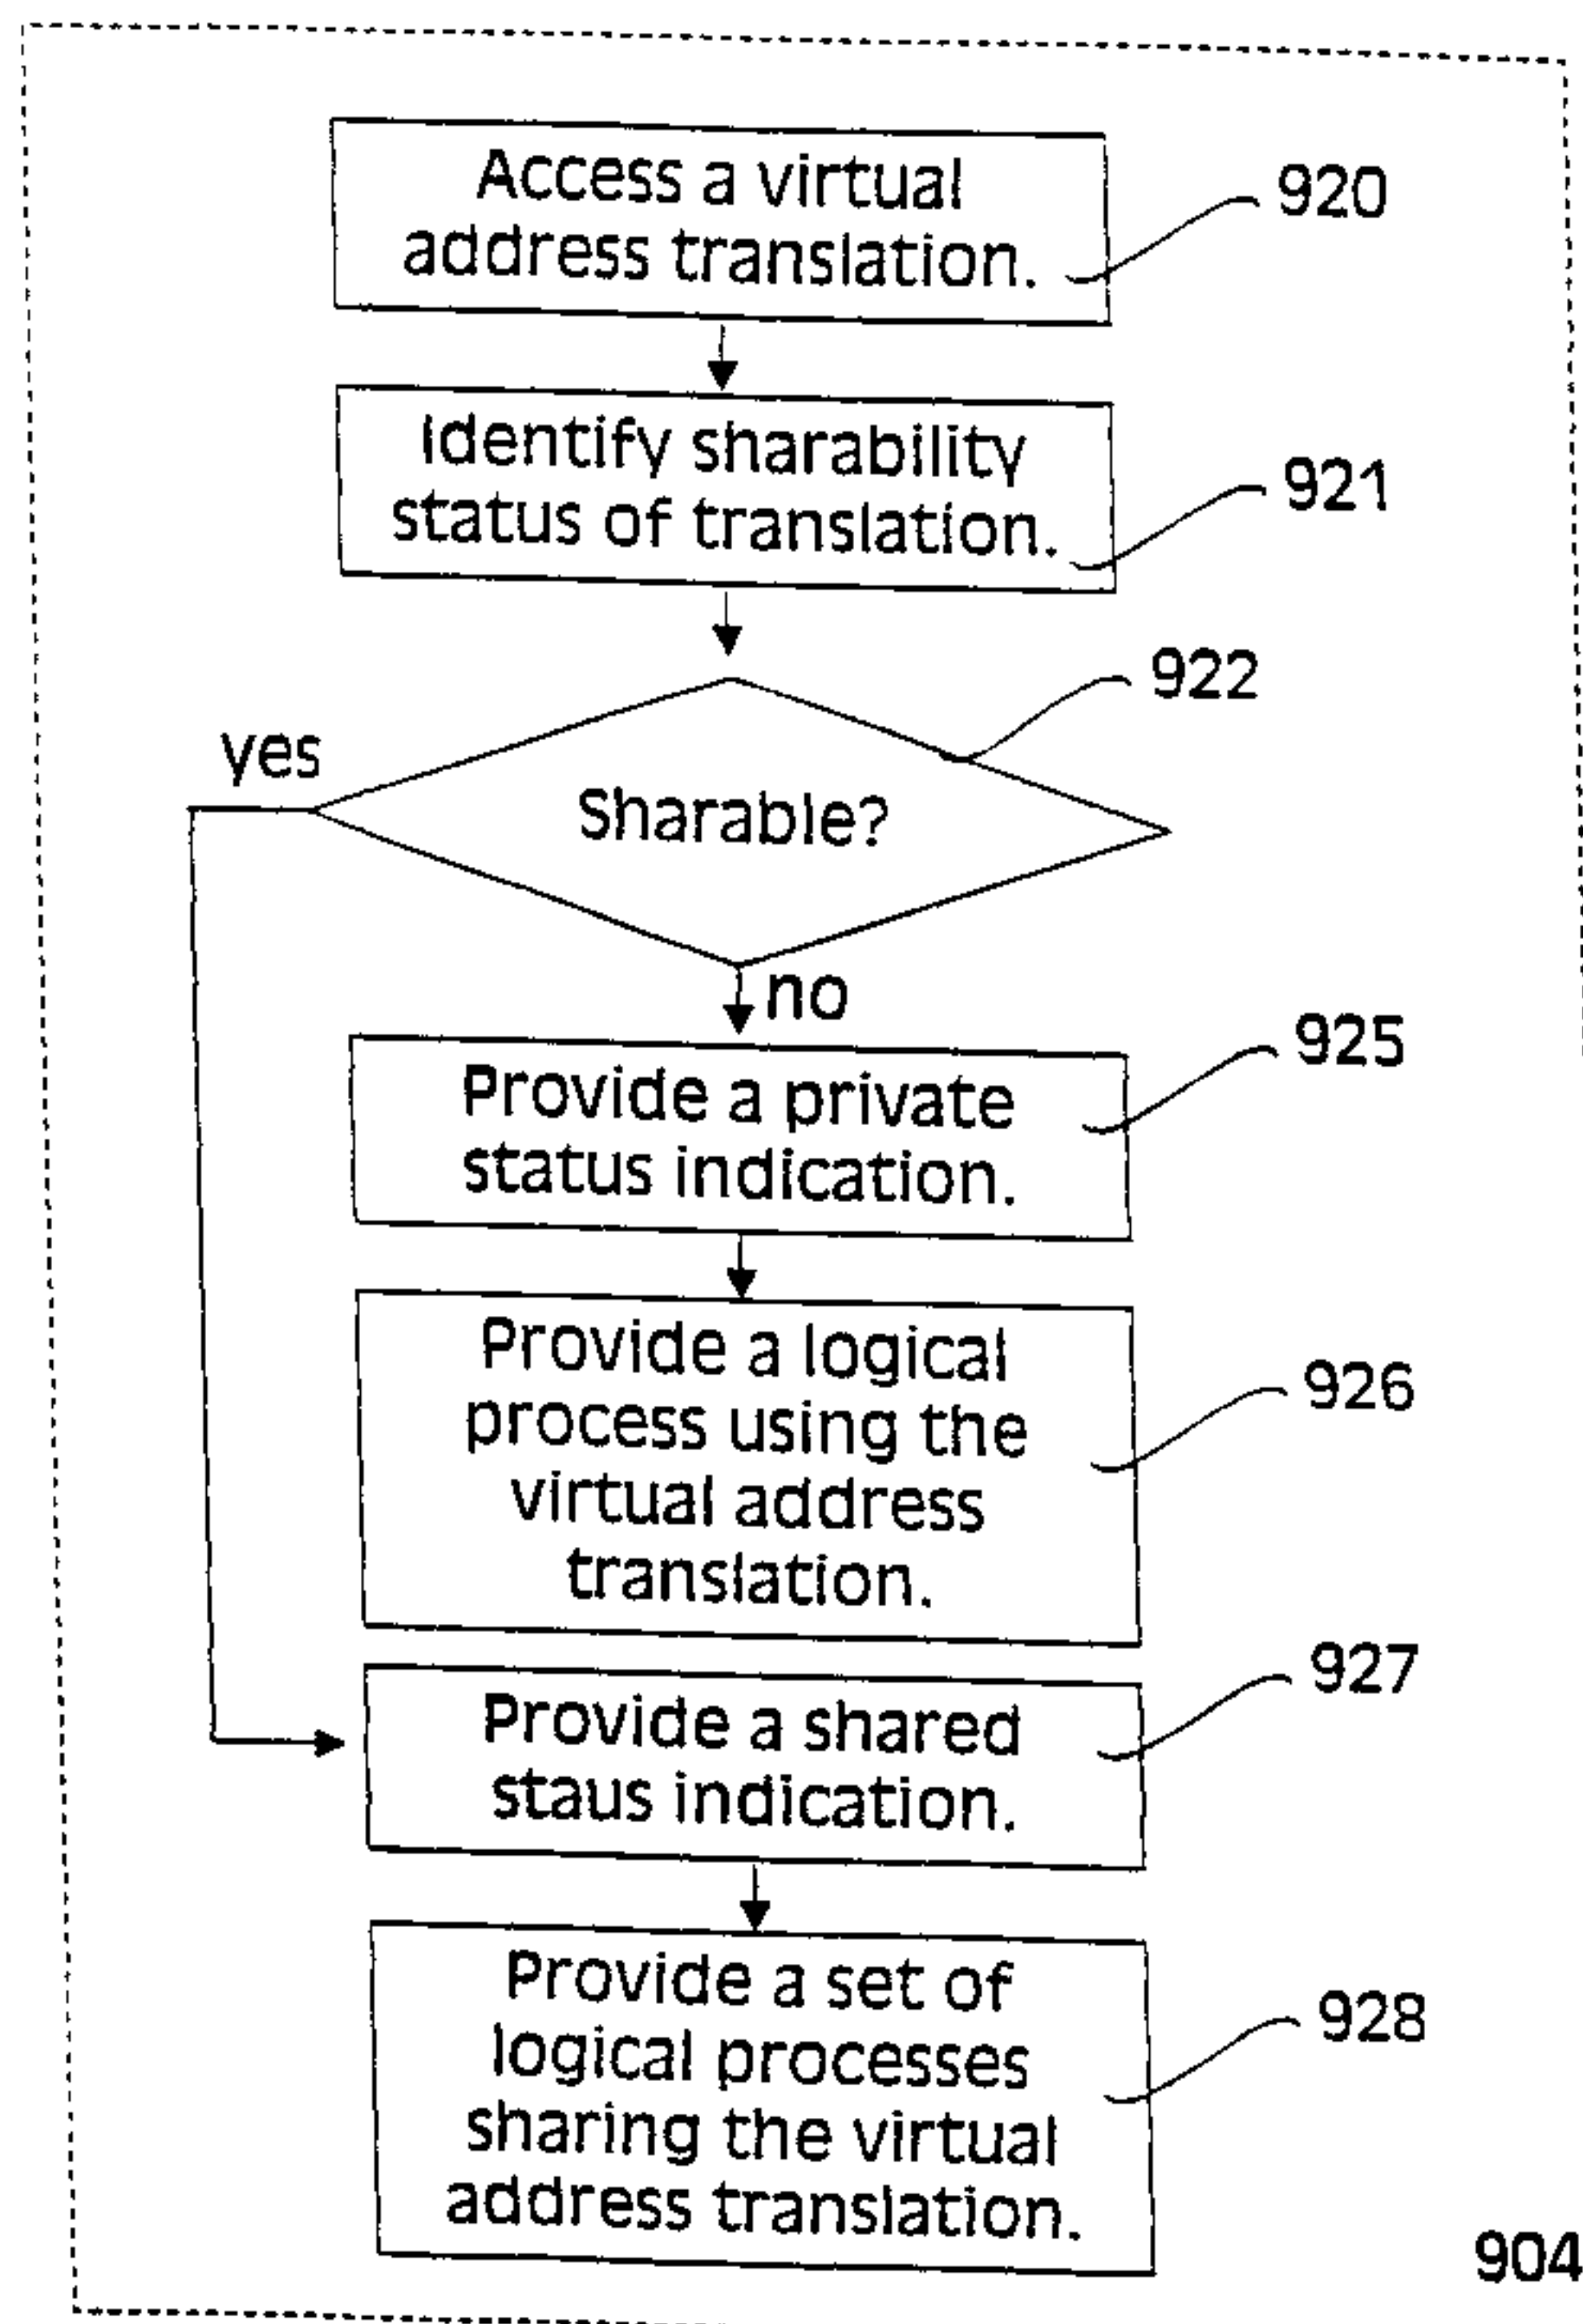 Access a virtual
address translation.
920
Identify sharability
status of translation.
921
922
yes
Sharable?
no
925
Provide a private
status indication.
Provide a logical
process using the
virtual address
translation.
926
927
Provide a shared
staus indication.
Provide a set of
logical processes
sharing the virtual
address translation.
928
904